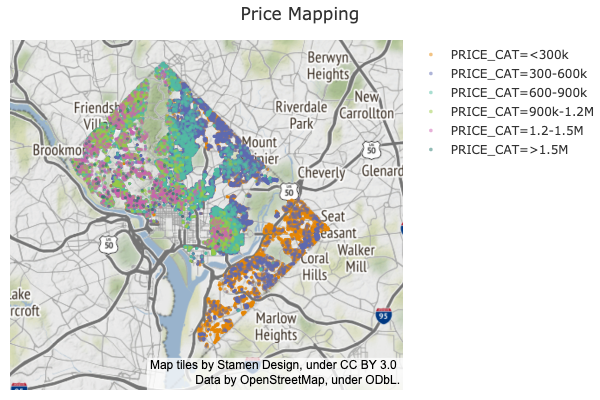 Price Mapping
PRICE_CAT=<300k
PRICE_CAT=300-600k
PRICE_CAT=600-900k
PRICE_CAT=900k-1.2M
PRICE_CAT=1.2-1.5M
PRICE_CAT=>1.5M
Berwyn
Heights
New
Carrollton
Riverdale
Park
Friendsh
Villa
Brookmo
Mount
inier
Cheverly
Glenard
50
50
50
Seat
easant
Walker
Mill
Coral
Hills
lake
rcroft
95
Marlow
Heights
Map tiles by Stamen Design, under CC BY 3.0
Data by OpenStreetMap, under ODbL.